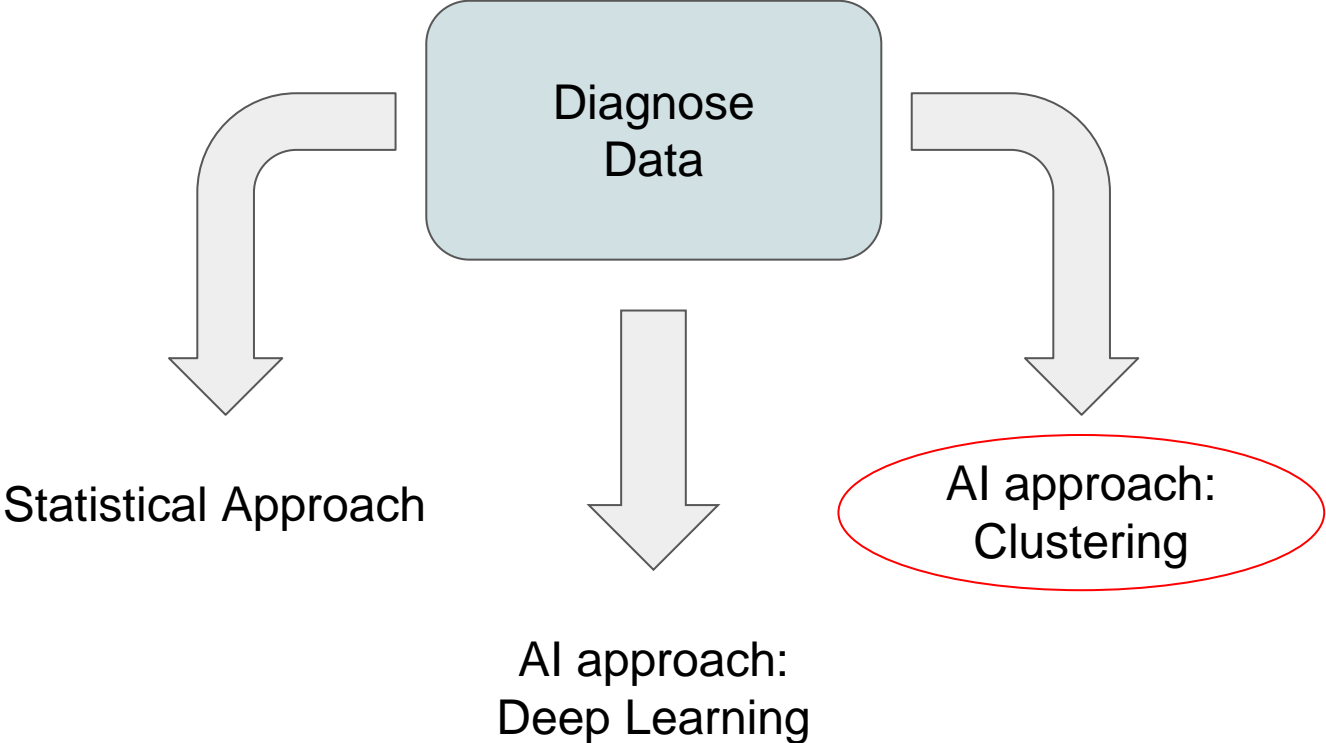 Diagnose
Data
Statistical Approach
AI approach:
Clustering
AI approach:
Deep Learning